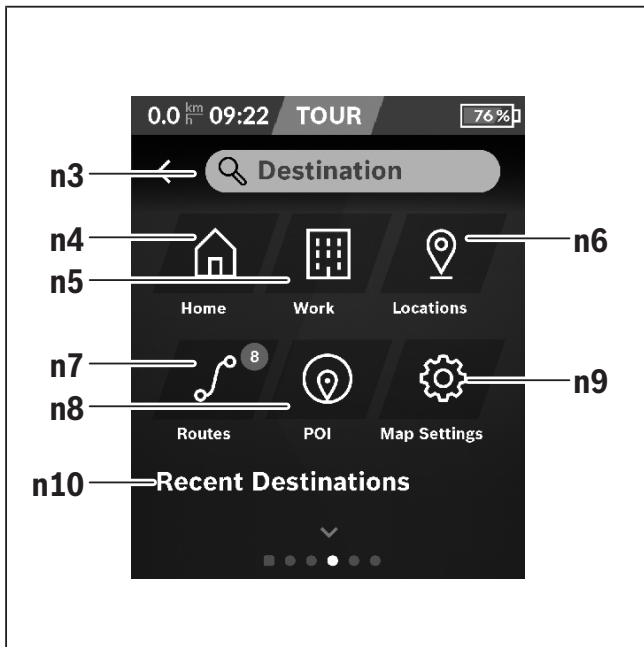 0.0 km/h 09:22 TOUR 76%
n3 Destination
n4
n5
n6
Home Work Locations
n7 8
n8
n9
Routes POI Map Settings
n10 Recent Destinations